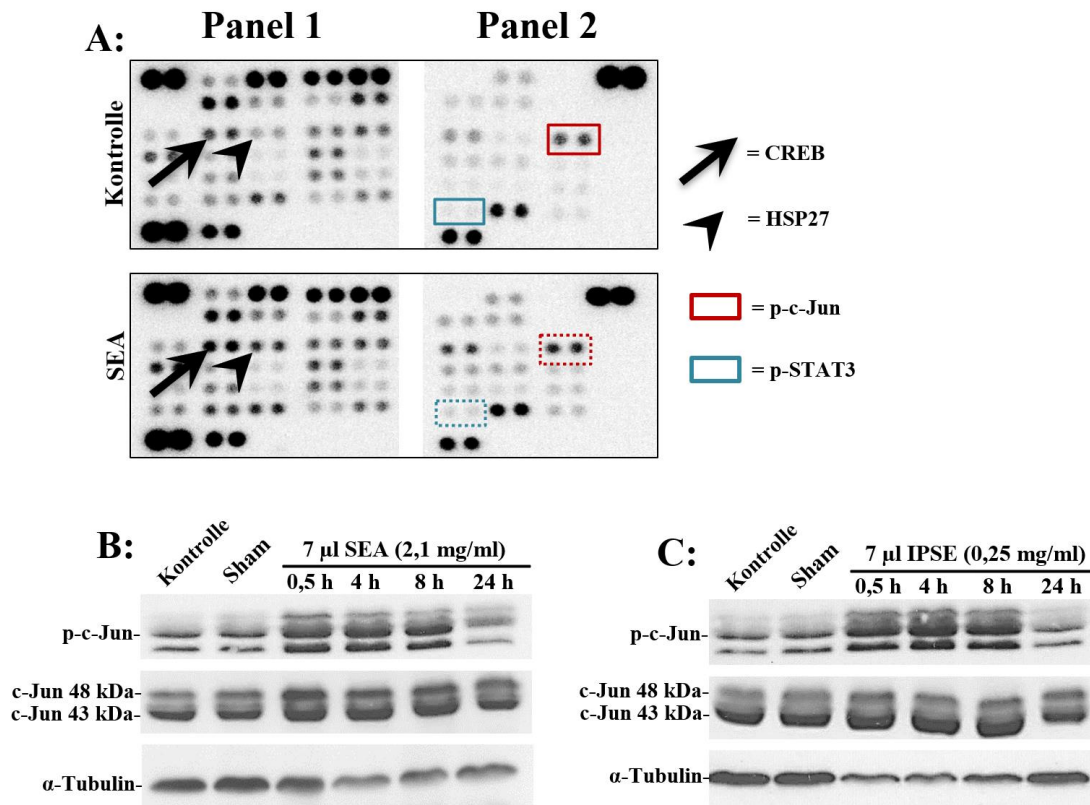 A:
Panel 1
Panel 2
Kontrolle
SEA
= CREB
= HSP27
= p-c-Jun
= p-STAT3
B:
Kontrolle
Sham
7 µl SEA (2,1 mg/ml)
0,5 h 4 h 8 h 24 h
p-c-Jun-
c-Jun 48 kDa-
c-Jun 43 kDa-
α-Tubulin-
C:
Kontrolle
Sham
7 µl IPSE (0,25 mg/ml)
0,5 h 4 h 8 h 24 h
p-c-Jun-
c-Jun 48 kDa-
c-Jun 43 kDa-
α-Tubulin-